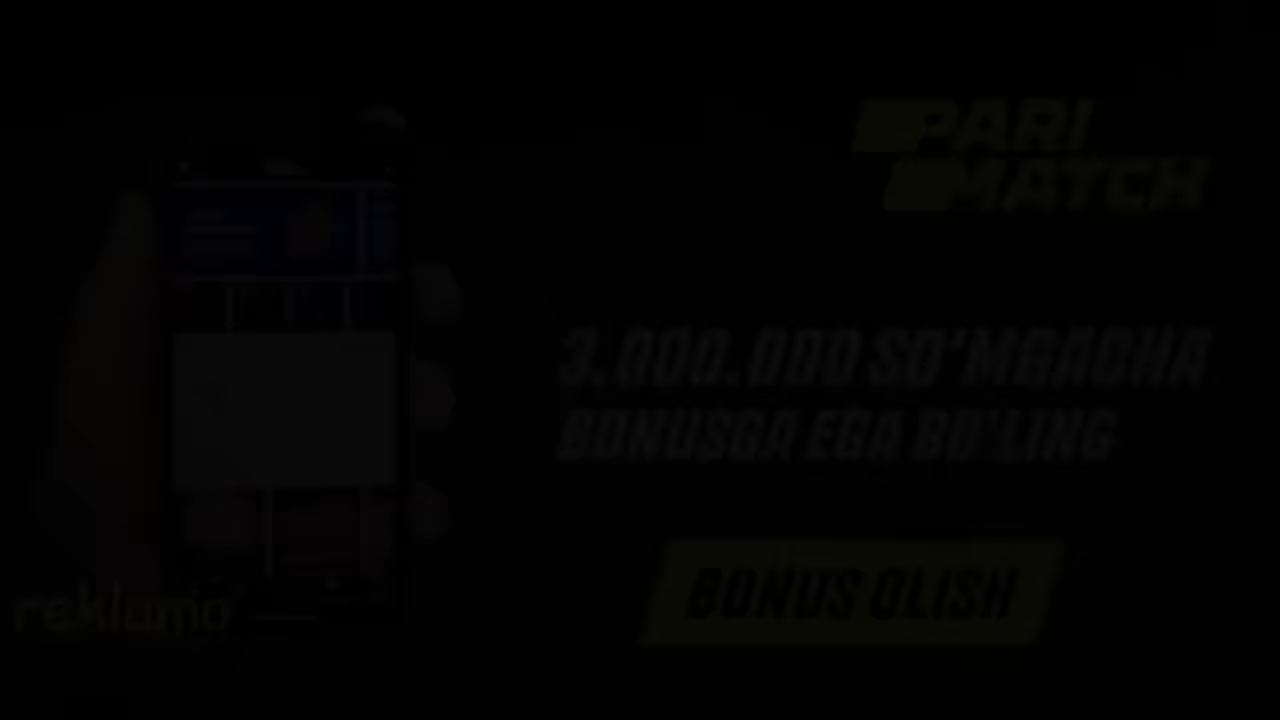 PARI
MATCH
3.000.000 SO'MGACHA
BONUSGA EGA BO'LING
BONUS OLISH
reklama